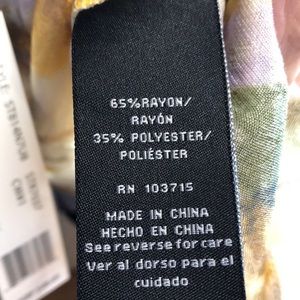 65%RAYON/
RAYÓN
35% POLYESTER/
POLIÉSTER
RN 103715
MADE IN CHINA
HECHO EN CHINA
See reverse for care
Ver al dorso para el
cuidado